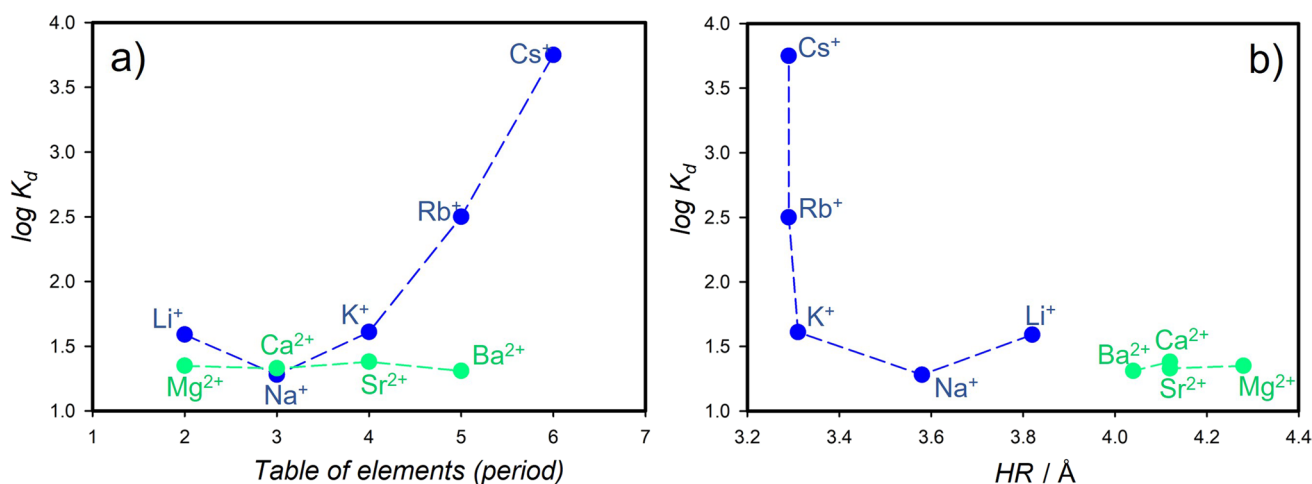 a)
4.0
3.5
3.0
2.5
2.0
1.5
1.0
log K_d
Cs⁺
Rb⁺
K⁺
Li⁺
Ca²⁺
Ba²⁺
Mg²⁺
Na⁺
Sr²⁺
1 2 3 4 5 6 7
Table of elements (period)
b)
4.0
3.5
3.0
2.5
2.0
1.5
1.0
log K_d
Cs⁺
Rb⁺
K⁺
Li⁺
Na⁺
Ca²⁺
Ba²⁺
Sr²⁺
Mg²⁺
3.2 3.4 3.6 3.8 4.0 4.2 4.4
HR / Å